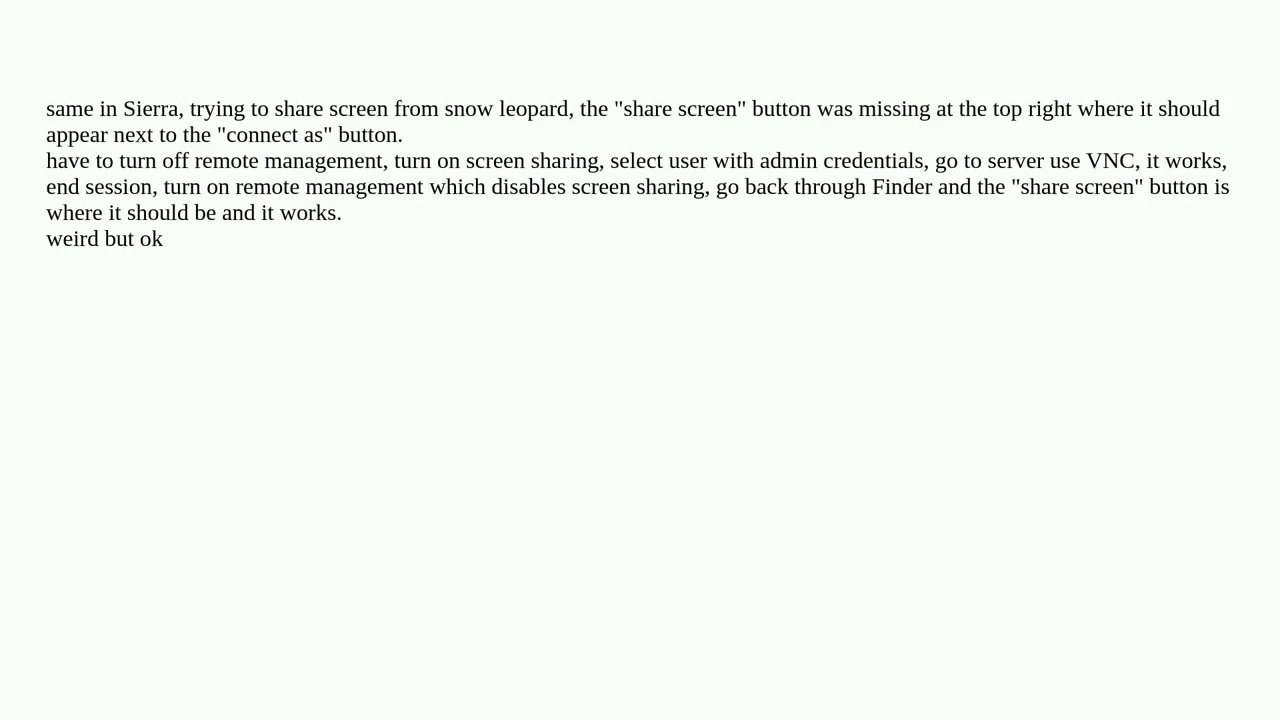 same in Sierra, trying to share screen from snow leopard, the "share screen" button was missing at the top right where it should
appear next to the "connect as" button.
have to turn off remote management, turn on screen sharing, select user with admin credentials, go to server use VNC, it works,
end session, turn on remote management which disables screen sharing, go back through Finder and the "share screen" button is
where it should be and it works.
weird but ok